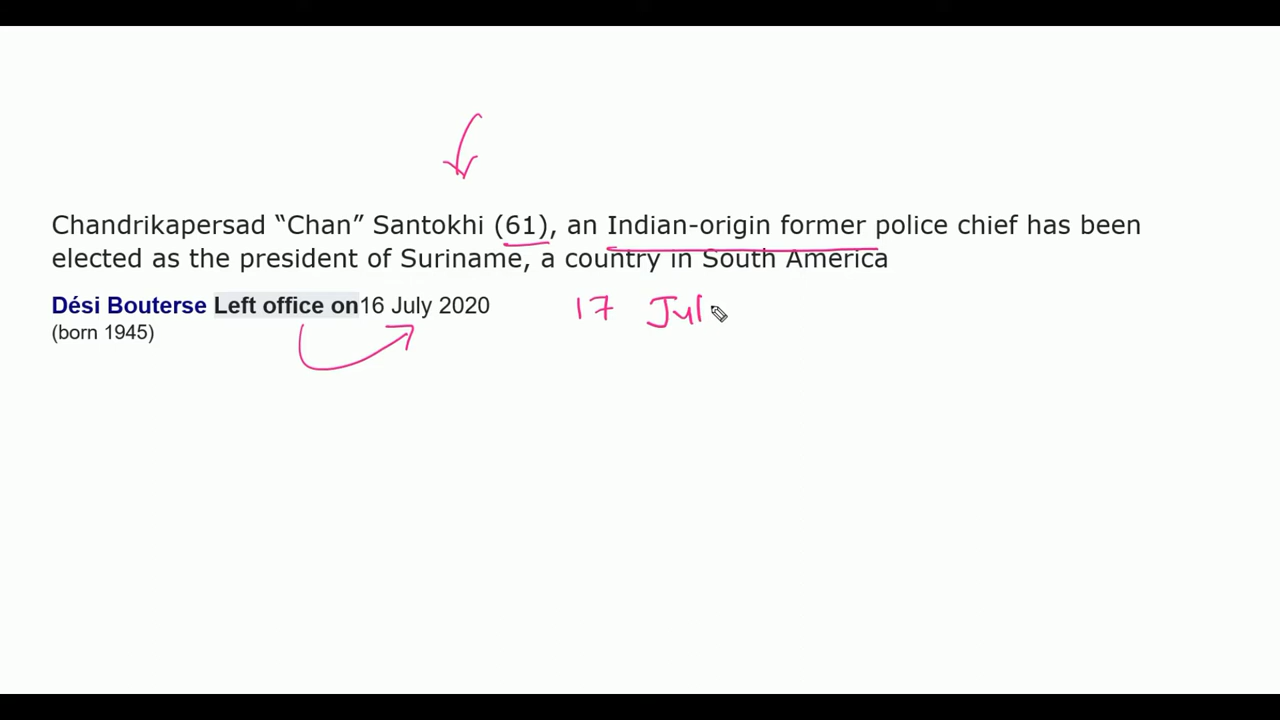 Chandrikapersad “Chan” Santokhi (61), an Indian-origin former police chief has been
elected as the president of Suriname, a country in South America
Dési Bouterse Left office on16 July 2020 17 Jul
(born 1945)